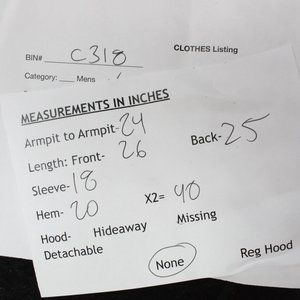 BIN# C318
CLOTHES Listing
Category: ___ Mens
MEASUREMENTS IN INCHES
Armpit to Armpit- 24
Length: Front- 26 Back- 25
Sleeve- 18
Hem- 20 X2= 40
Hood- Hideaway Missing
Detachable
None Reg Hood